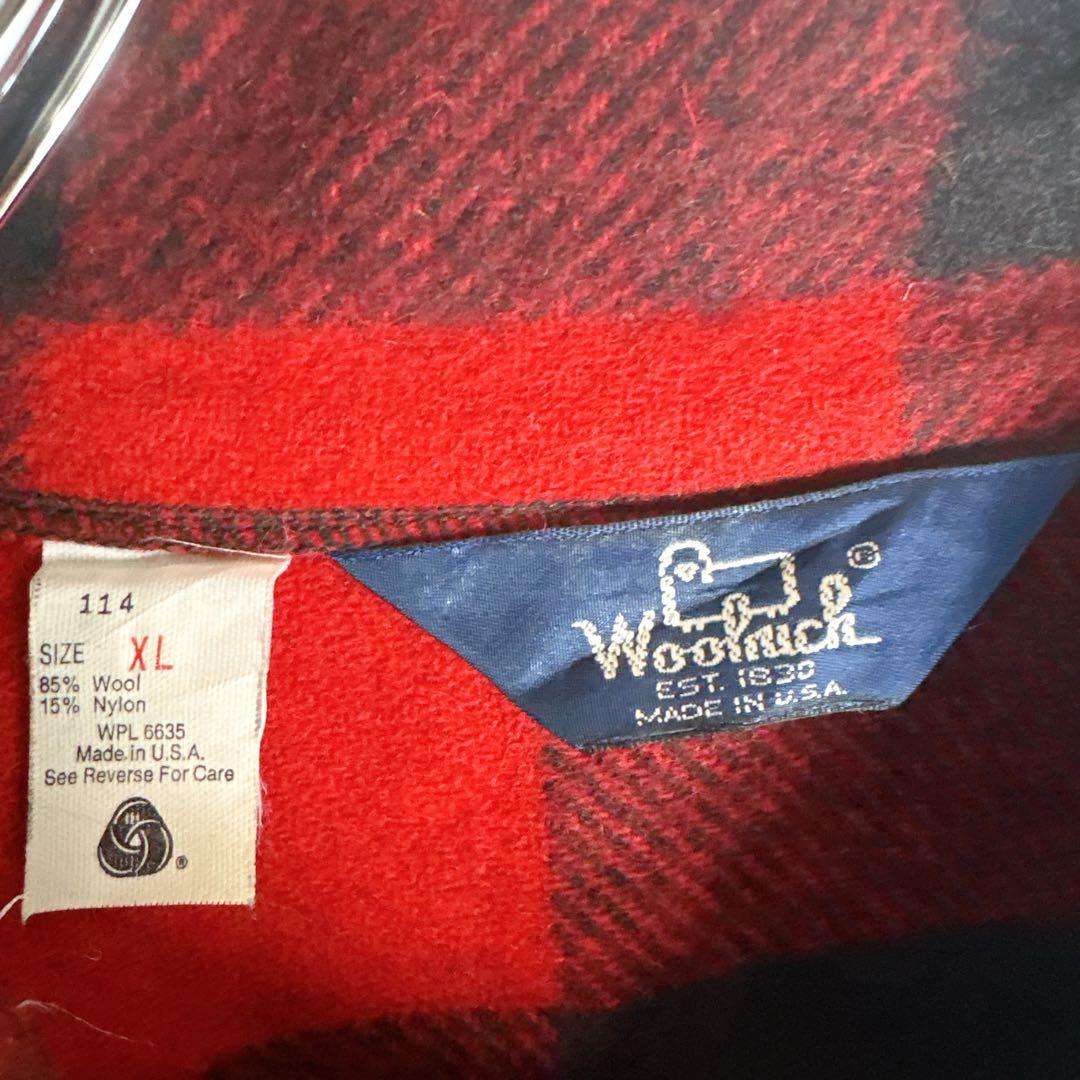 114
SIZE XL
85% Wool
15% Nylon
WPL 6635
Made in U.S.A.
See Reverse For Care
®
Woolrich ®
EST. 1830
MADE IN U.S.A.